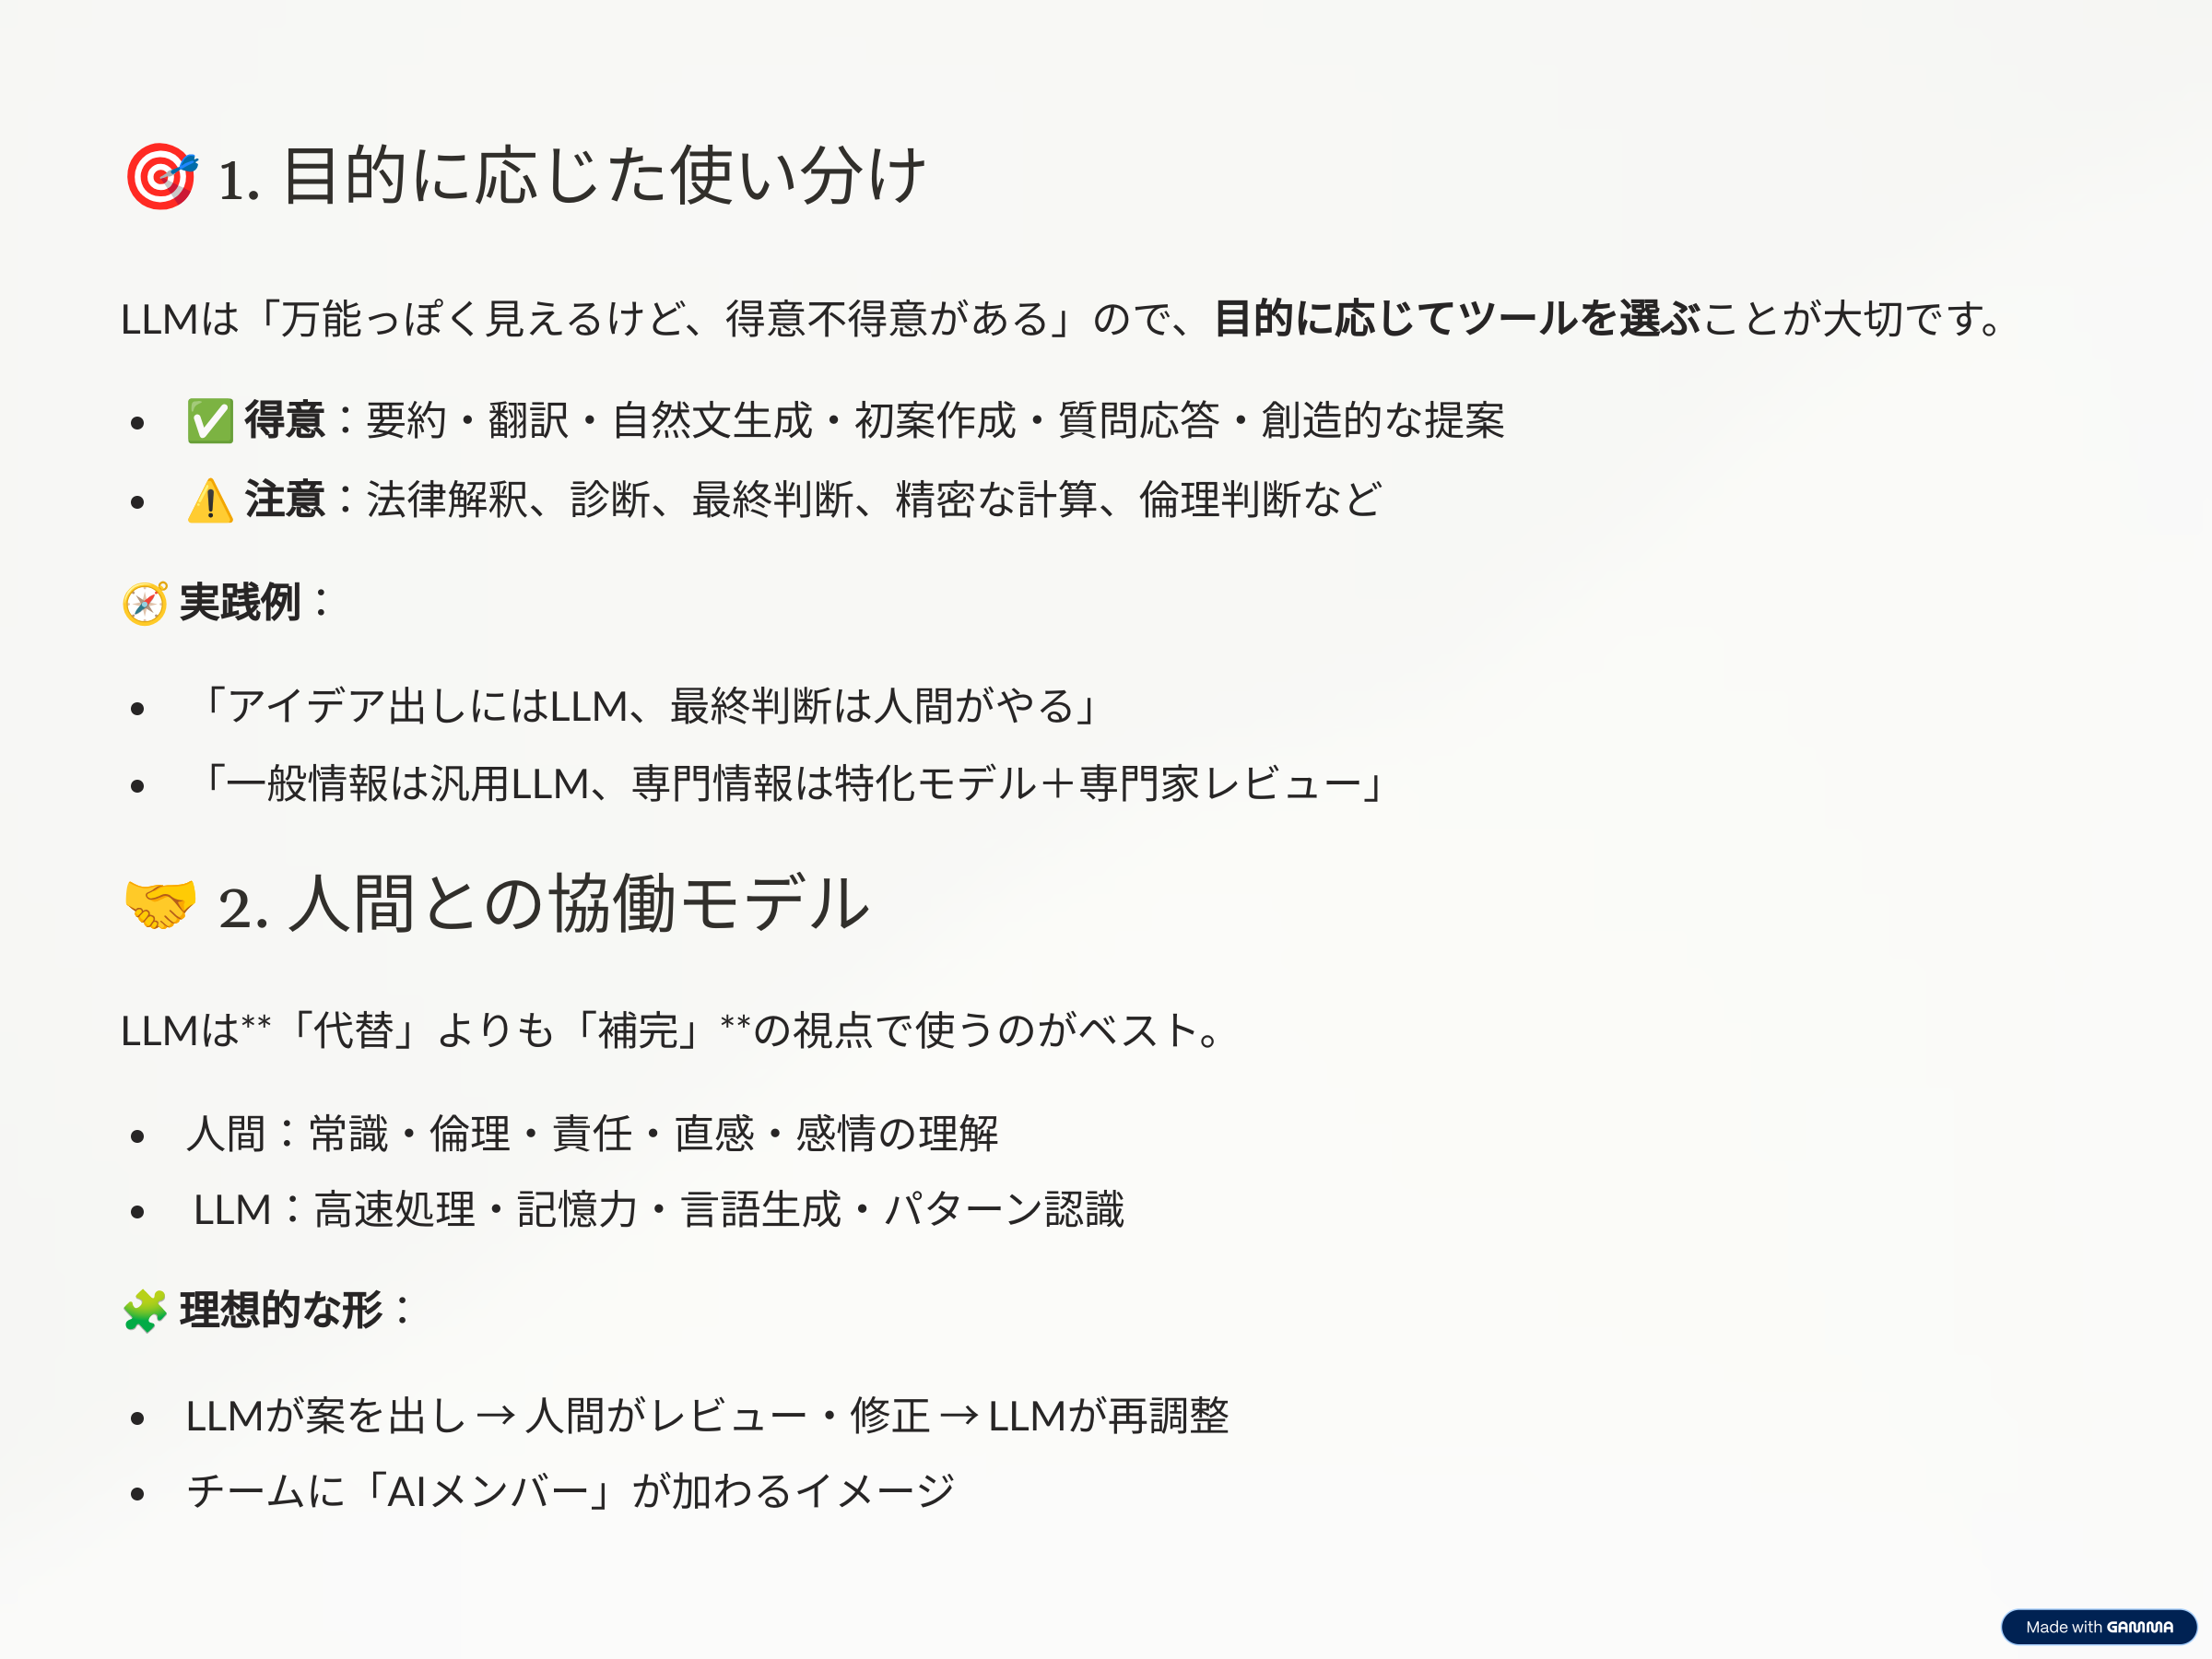 🎯 1. 目的に応じた使い分け
LLMは「万能っぽく見えるけど、得意不得意がある」ので、目的に応じてツールを選ぶことが大切です。
• ✅ 得意：要約・翻訳・自然文生成・初案作成・質問応答・創造的な提案
• ⚠️ 注意：法律解釈、診断、最終判断、精密な計算、倫理判断など
🧭 実践例：
• 「アイデア出しにはLLM、最終判断は人間がやる」
• 「一般情報は汎用LLM、専門情報は特化モデル＋専門家レビュー」
🤝 2. 人間との協働モデル
LLMは**「代替」よりも「補完」**の視点で使うのがベスト。
• 人間：常識・倫理・責任・直感・感情の理解
• LLM：高速処理・記憶力・言語生成・パターン認識
🧩 理想的な形：
• LLMが案を出し → 人間がレビュー・修正 → LLMが再調整
• チームに「AIメンバー」が加わるイメージ
Made with GAMMA